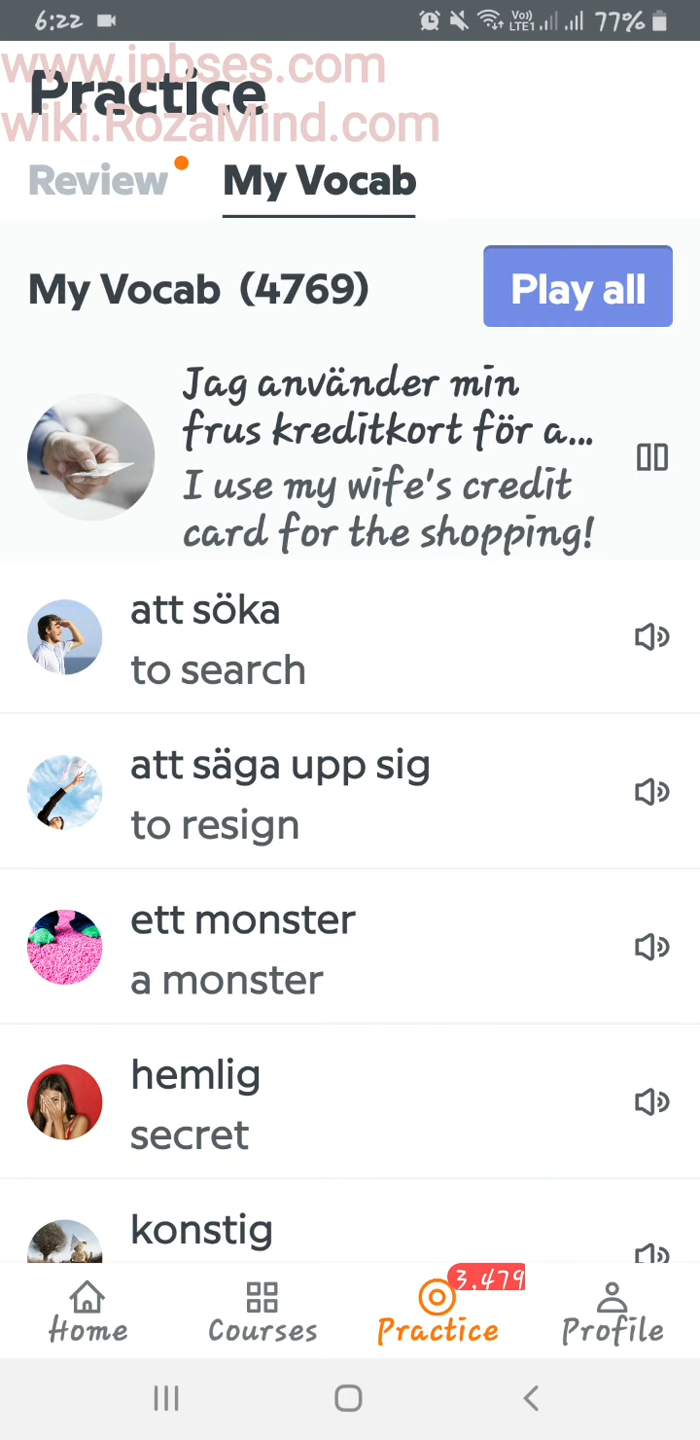 6:22
Vo)) LTE1 77%
www.ipbses.com
Practice
wiki.RozaMind.com
Review My Vocab
My Vocab (4769) Play all
Jag använder min
frus kreditkort för a...
I use my wife's credit
card for the shopping!
att söka
to search
att säga upp sig
to resign
ett monster
a monster
hemlig
secret
konstig
3,479
Home Courses Practice Profile